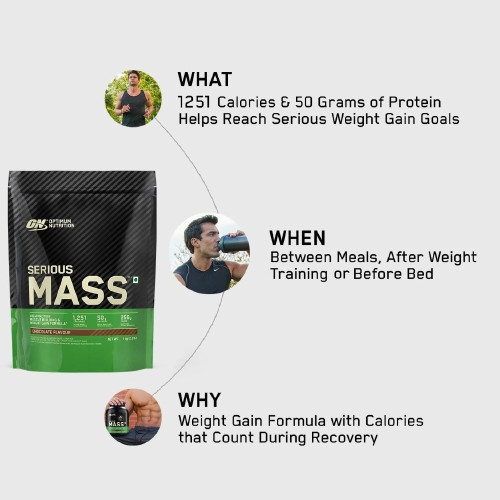 WHAT
1251 Calories & 50 Grams of Protein
Helps Reach Serious Weight Gain Goals
WHEN
Between Meals, After Weight
Training or Before Bed
WHY
Weight Gain Formula with Calories
that Count During Recovery
ON
OPTIMUM
NUTRITION
SERIOUS
MASS
1,251
50g
CHOCOLATE FLAVOUR
MASS